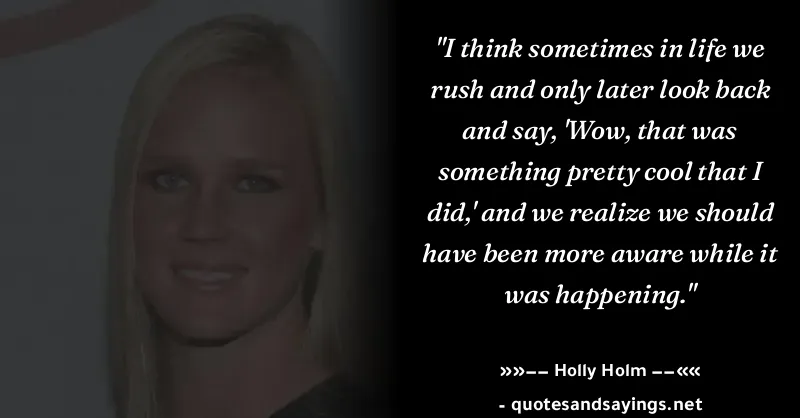 "I think sometimes in life we
rush and only later look back
and say, 'Wow, that was
something pretty cool that I
did,' and we realize we should
have been more aware while it
was happening."
»»–– Holly Holm ––««
- quotesandsayings.net